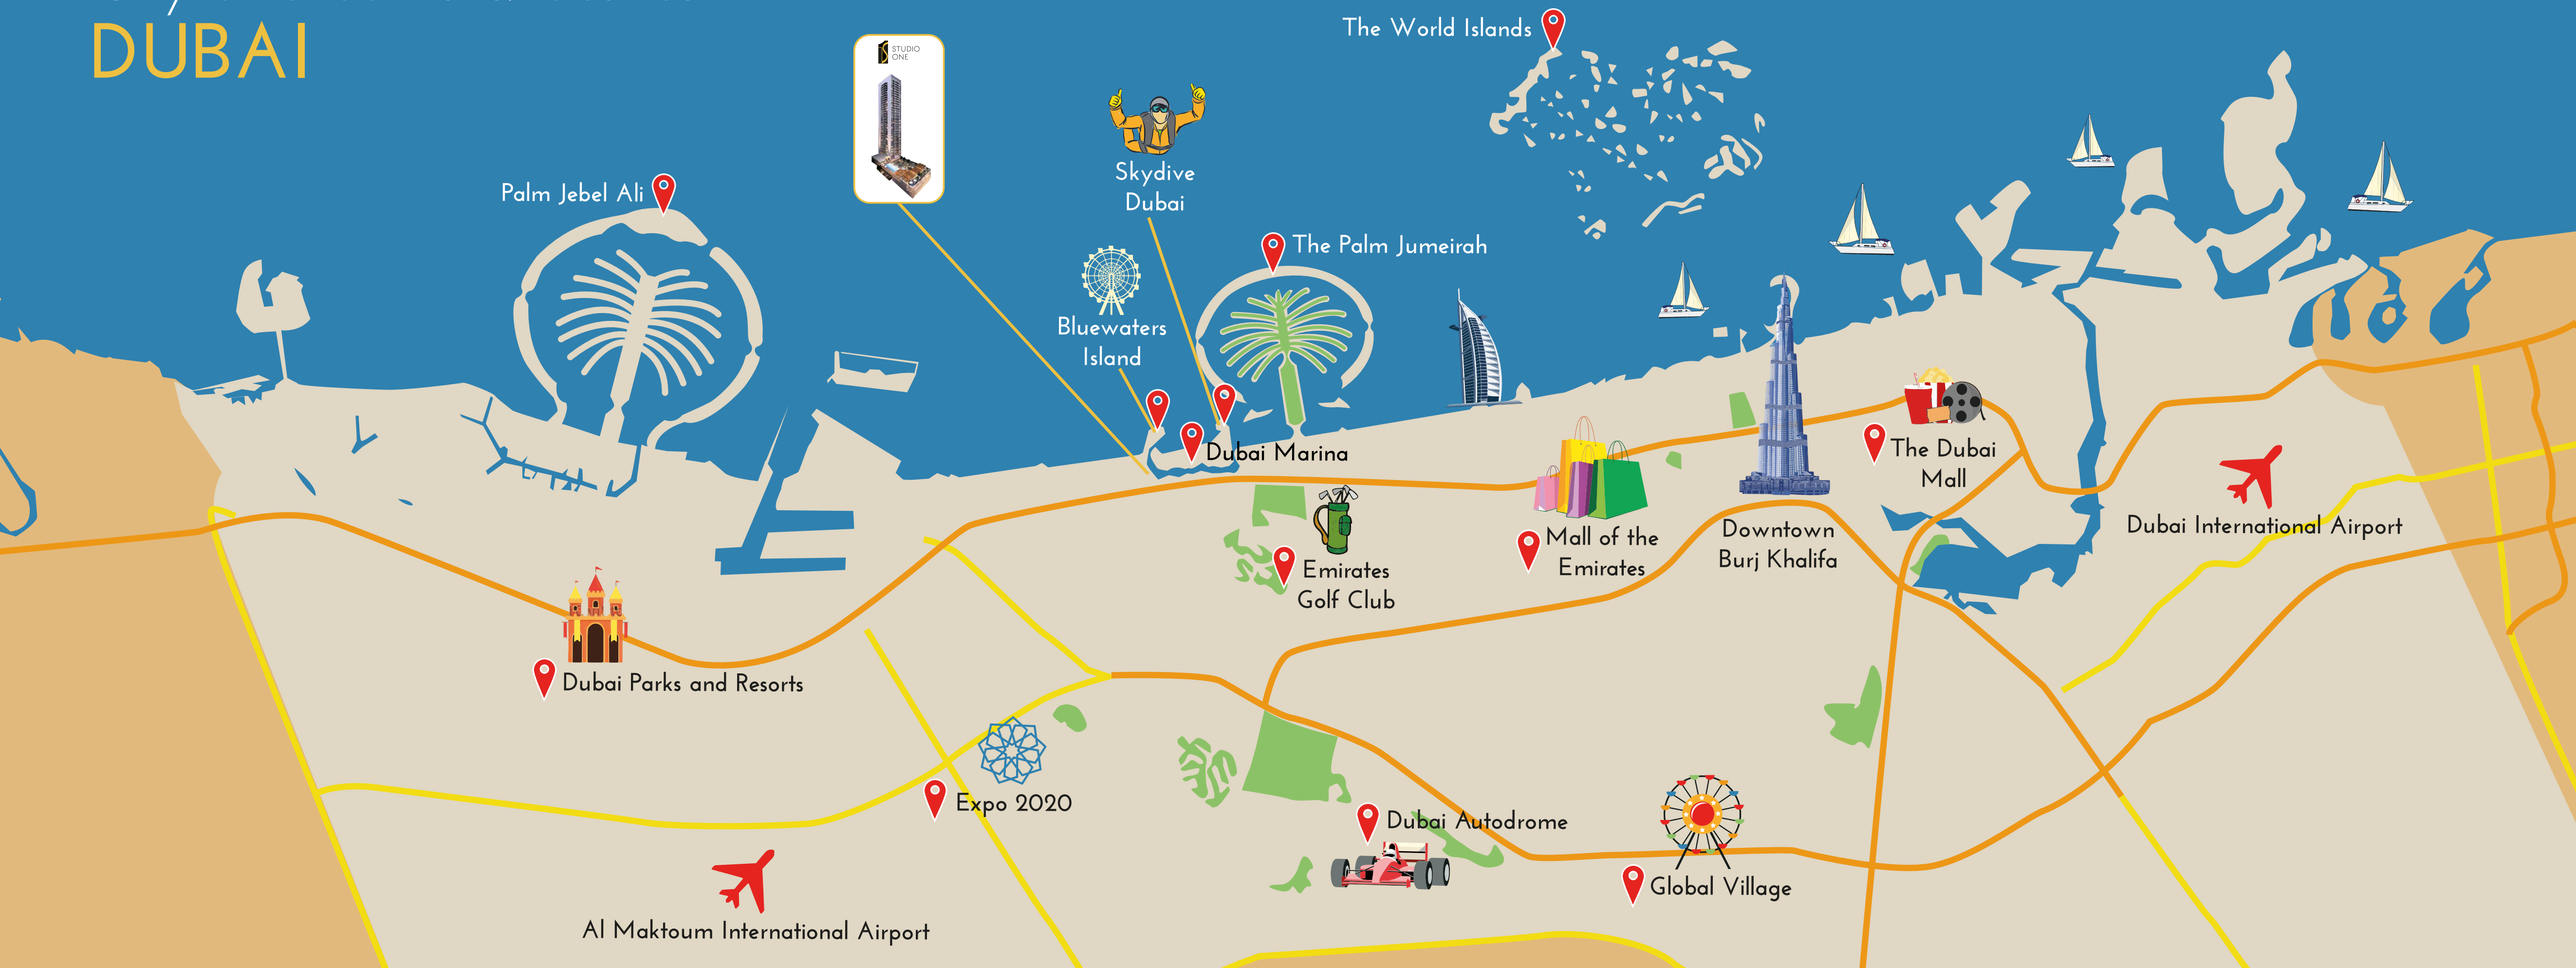 DUBAI
STUDIO
ONE
The World Islands
Skydive
Dubai
Palm Jebel Ali
The Palm Jumeirah
Bluewaters
Island
Dubai Marina
The Dubai
Mall
Dubai International Airport
Mall of the
Emirates
Downtown
Burj Khalifa
Emirates
Golf Club
Dubai Parks and Resorts
Expo 2020
Dubai Autodrome
Global Village
Al Maktoum International Airport